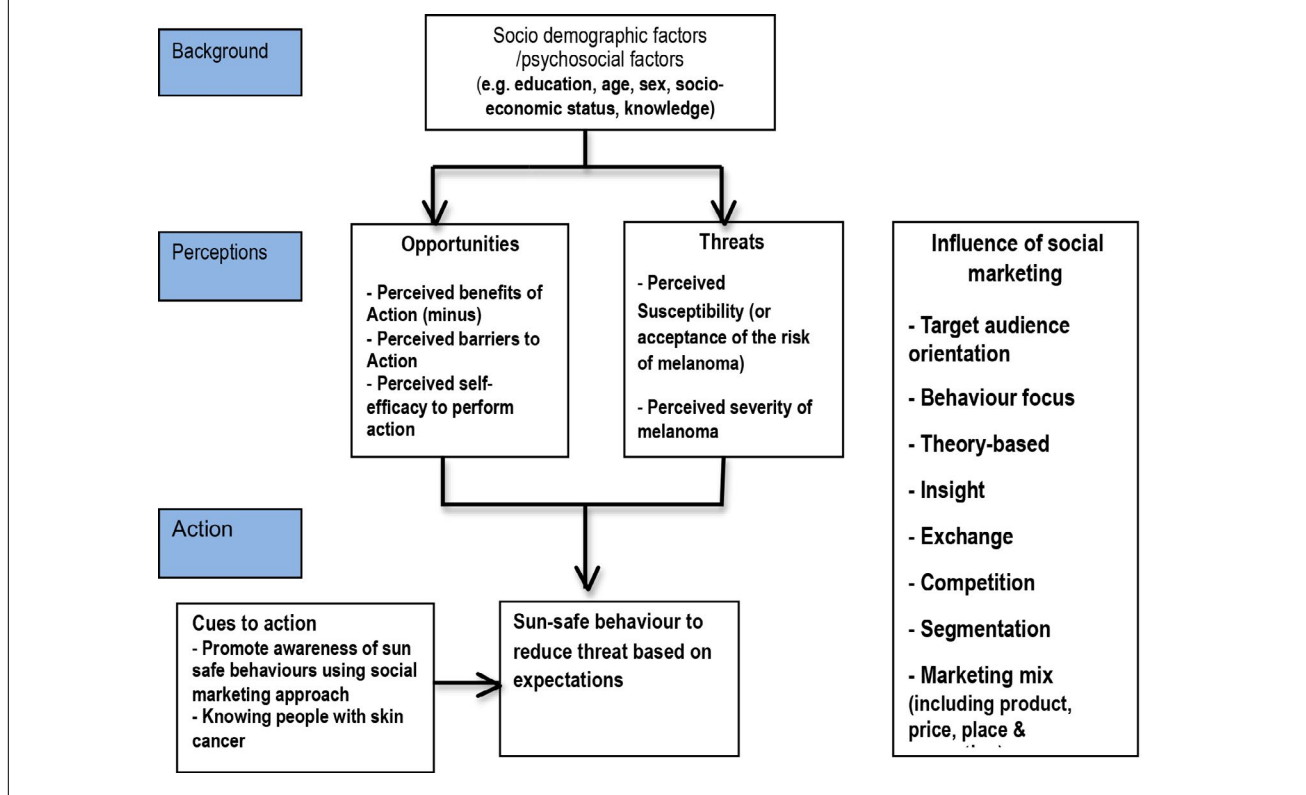 Background
Socio demographic factors
/psychosocial factors
(e.g. education, age, sex, socio-
economic status, knowledge)
Perceptions
Opportunities
- Perceived benefits of
Action (minus)
- Perceived barriers to
Action
- Perceived self-
efficacy to perform
action
Threats
- Perceived
Susceptibility (or
acceptance of the risk
of melanoma)
- Perceived severity of
melanoma
Influence of social
marketing
- Target audience
orientation
- Behaviour focus
- Theory-based
- Insight
- Exchange
- Competition
- Segmentation
- Marketing mix
(including product,
price, place &
Action
Cues to action
- Promote awareness of sun
safe behaviours using social
marketing approach
- Knowing people with skin
cancer
Sun-safe behaviour to
reduce threat based on
expectations